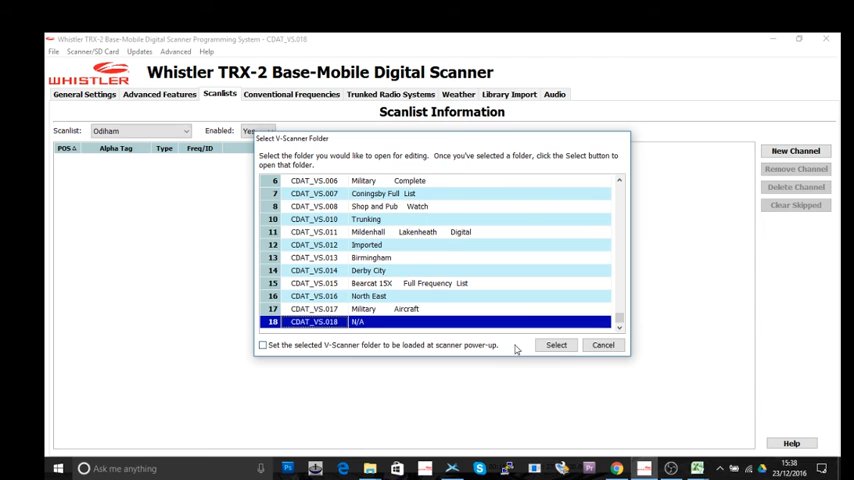 Whistler TRX-2 Base-Mobile Digital Scanner Programming System - CDAT_VS.018
File Scanner/SD Card Updates Advanced Help
WHISTLER Whistler TRX-2 Base-Mobile Digital Scanner
General Settings Advanced Features Scanlists Conventional Frequencies Trunked Radio Systems Weather Library Import Audio
Scanlist Information
Scanlist: Odiham Enabled: Yes
POS Alpha Tag Type Freq/ID
New Channel
Remove Channel
Delete Channel
Clear Skipped
Select V-Scanner Folder
Select the folder you would like to open for editing. Once you've selected a folder, click the Select button to
open that folder.
6 CDAT_VS.006 Military Complete
7 CDAT_VS.007 Coningsby Full List
8 CDAT_VS.008 Shop and Pub Watch
10 CDAT_VS.010 Trunking
11 CDAT_VS.011 Mildenhall Lakenheath Digital
12 CDAT_VS.012 Imported
13 CDAT_VS.013 Birmingham
14 CDAT_VS.014 Derby City
15 CDAT_VS.015 Bearcat 15X Full Frequency List
16 CDAT_VS.016 North East
17 CDAT_VS.017 Military Aircraft
18 CDAT_VS.018 N/A
Set the selected V-Scanner folder to be loaded at scanner power-up. Select Cancel
Help
Ask me anything
15:38
23/12/2016